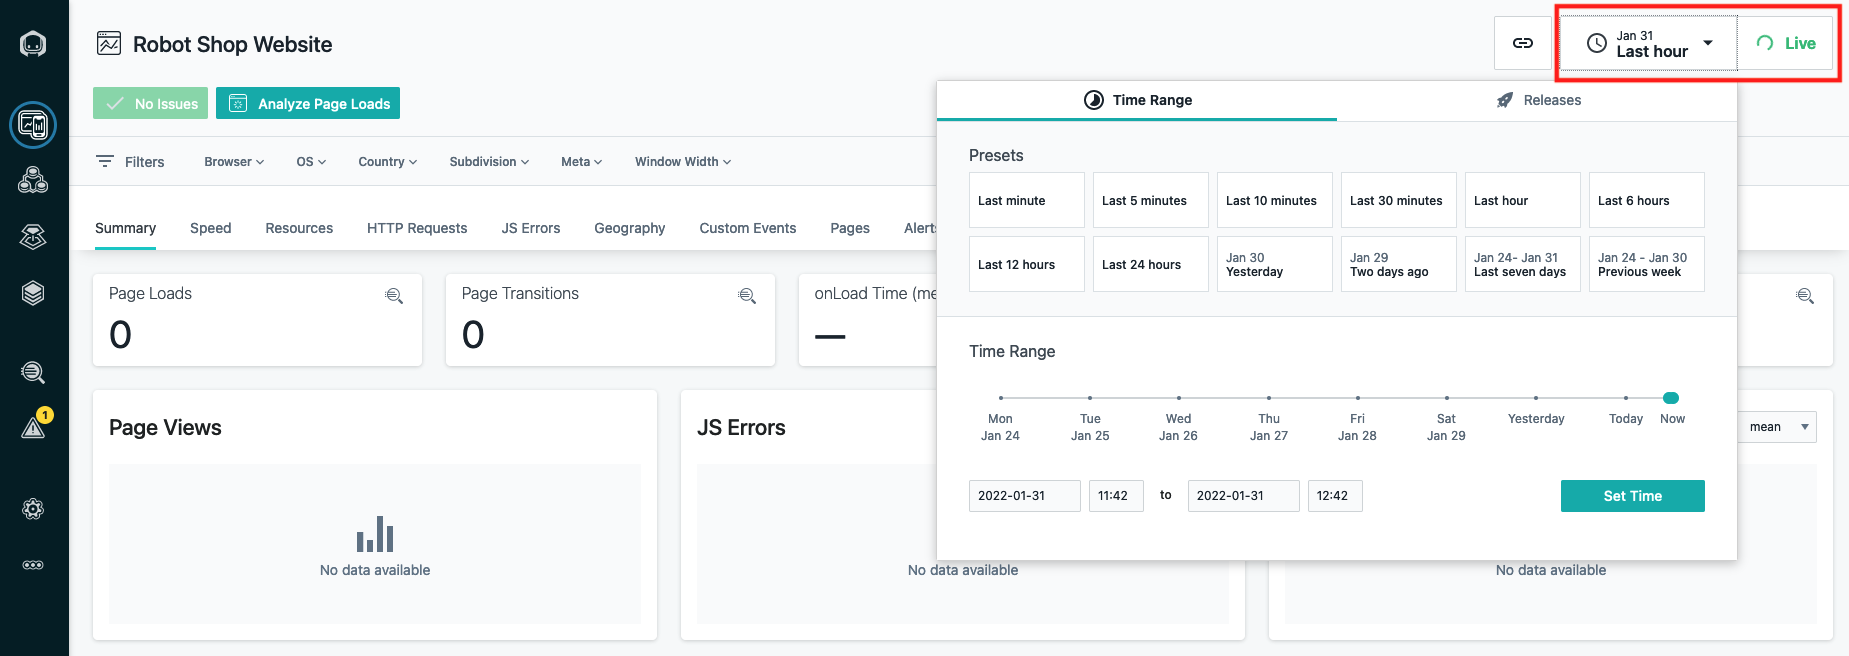 Robot Shop Website
Jan 31
Last hour
Live
No Issues
Analyze Page Loads
Time Range
Releases
Filters
Browser
OS
Country
Subdivision
Meta
Window Width
Presets
Last minute
Last 5 minutes
Last 10 minutes
Last 30 minutes
Last hour
Last 6 hours
Last 12 hours
Last 24 hours
Jan 30
Yesterday
Jan 29
Two days ago
Jan 24- Jan 31
Last seven days
Jan 24 - Jan 30
Previous week
Summary
Speed
Resources
HTTP Requests
JS Errors
Geography
Custom Events
Pages
Alert
Page Loads
0
Page Transitions
0
onLoad Time (me
—
Time Range
Mon
Jan 24
Tue
Jan 25
Wed
Jan 26
Thu
Jan 27
Fri
Jan 28
Sat
Jan 29
Yesterday
Today
Now
2022-01-31
11:42
to
2022-01-31
12:42
Set Time
1
Page Views
JS Errors
mean
No data available
No data available
No data available